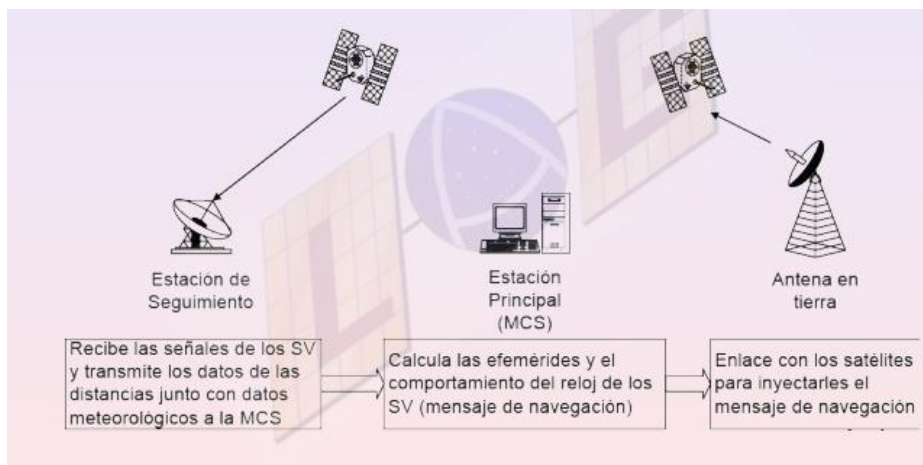 Estación de
Seguimiento
Estación
Principal
(MCS)
Antena en
tierra
Recibe las señales de los SV
y transmite los datos de las
distancias junto con datos
meteorológicos a la MCS
Calcula las efemérides y el
comportamiento del reloj de los
SV (mensaje de navegación)
Enlace con los satélites
para inyectarles el
mensaje de navegación